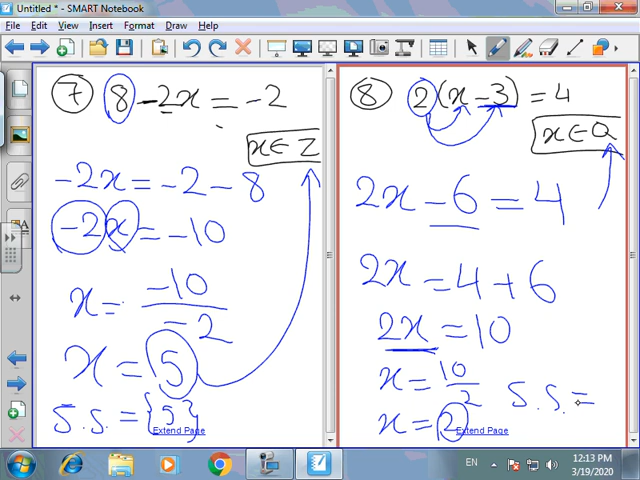 Untitled * - SMART Notebook
File Edit View Insert Format Draw Help
7 8 - 2x = -2
x ∈ Z
-2x = -2 - 8
-2x = -10
x = -10 / -2
x = 5
S.S. = {5}
Extend Page
8 2(x - 3) = 4
x ∈ Q
2x - 6 = 4
2x = 4 + 6
2x = 10
x = 10 / 2
x = 2
S.S. =
Extend Page
EN 12:13 PM
3/19/2020